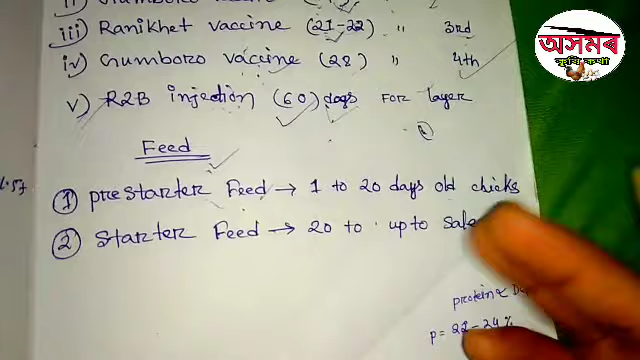 iii) Ranikhet vaccine (21-22) " 3rd
iv) Gumboro vaccine (28) " 4th
v) R2B injection (60) days FOR layer
Feed
① prestarter Feed → 1 to 20 days old chicks
② Starter Feed → 20 to up to sale
protein &
p = 22 - 24 %
অসমৰ
কৃষি কথা